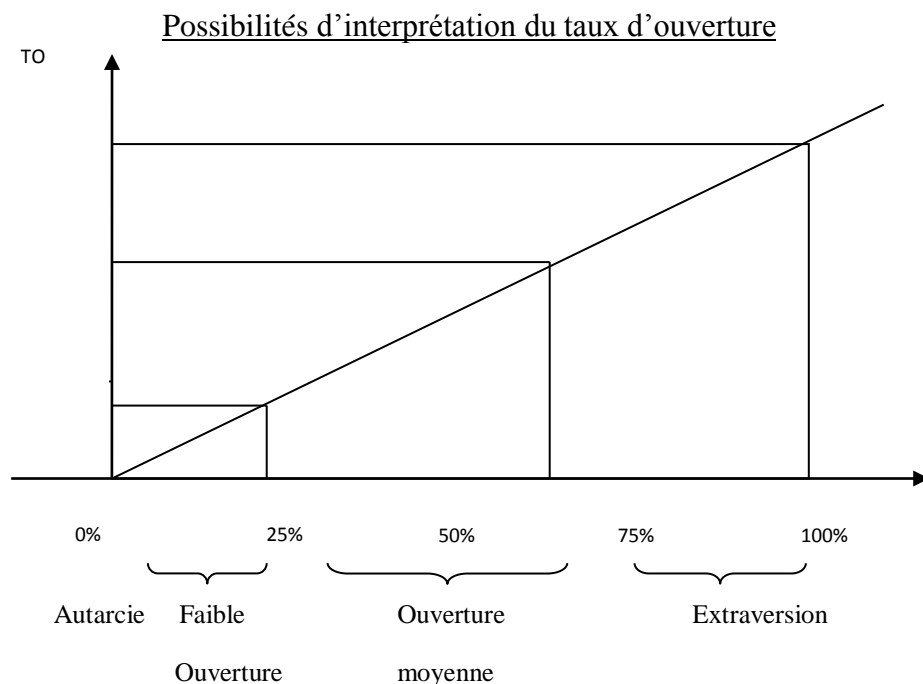 Possibilités d’interprétation du taux d’ouverture
TO
0% 25% 50% 75% 100%
Autarcie Faible Ouverture Extraversion
Ouverture moyenne